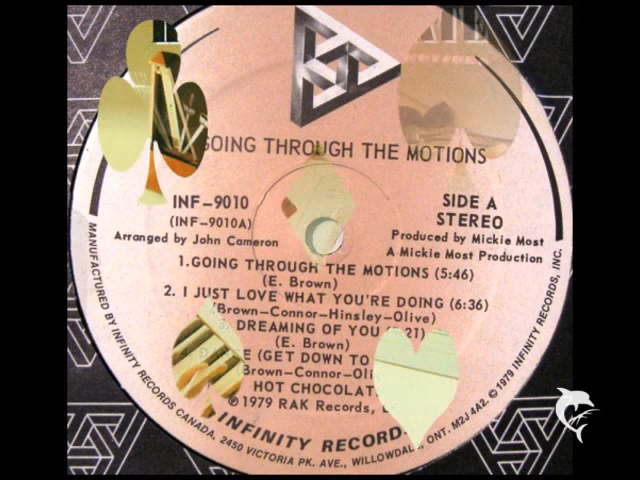 GOING THROUGH THE MOTIONS
INF-9010
(INF-9010A)
Arranged by John Cameron
SIDE A
STEREO
Produced by Mickie Most
A Mickie Most Production
1.GOING THROUGH THE MOTIONS (5:46)
(E. Brown)
2. I JUST LOVE WHAT YOU'RE DOING (6:36)
(Brown-Connor-Hinsley-Olive)
3. DREAMING OF YOU
(E. Brown)
(GET DOWN TO
Brown-Connor-
HOT
℗1979 RAK Records,
INFINITY
MANUFACTURED BY INFINITY RECORDS CANADA, 2450 VICTORIA PK. AVE., WILLOWDALE, ONT. M2J 4A2. © 1979 INFINITY RECORDS, INC.